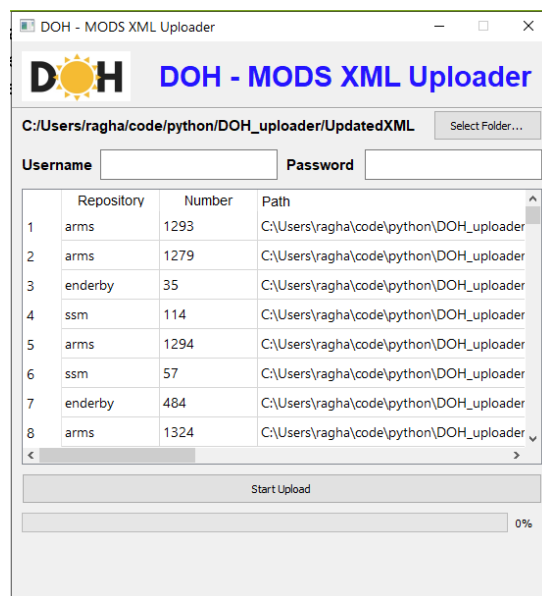 DOH - MODS XML Uploader
DOH DOH - MODS XML Uploader
C:/Users/ragha/code/python/DOH_uploader/UpdatedXML Select Folder...
Username Password
Repository Number Path
1 arms 1293 C:\Users\ragha\code\python\DOH_uploader
2 arms 1279 C:\Users\ragha\code\python\DOH_uploader
3 enderby 35 C:\Users\ragha\code\python\DOH_uploader
4 ssm 114 C:\Users\ragha\code\python\DOH_uploader
5 arms 1294 C:\Users\ragha\code\python\DOH_uploader
6 ssm 57 C:\Users\ragha\code\python\DOH_uploader
7 enderby 484 C:\Users\ragha\code\python\DOH_uploader
8 arms 1324 C:\Users\ragha\code\python\DOH_uploader
Start Upload
0%